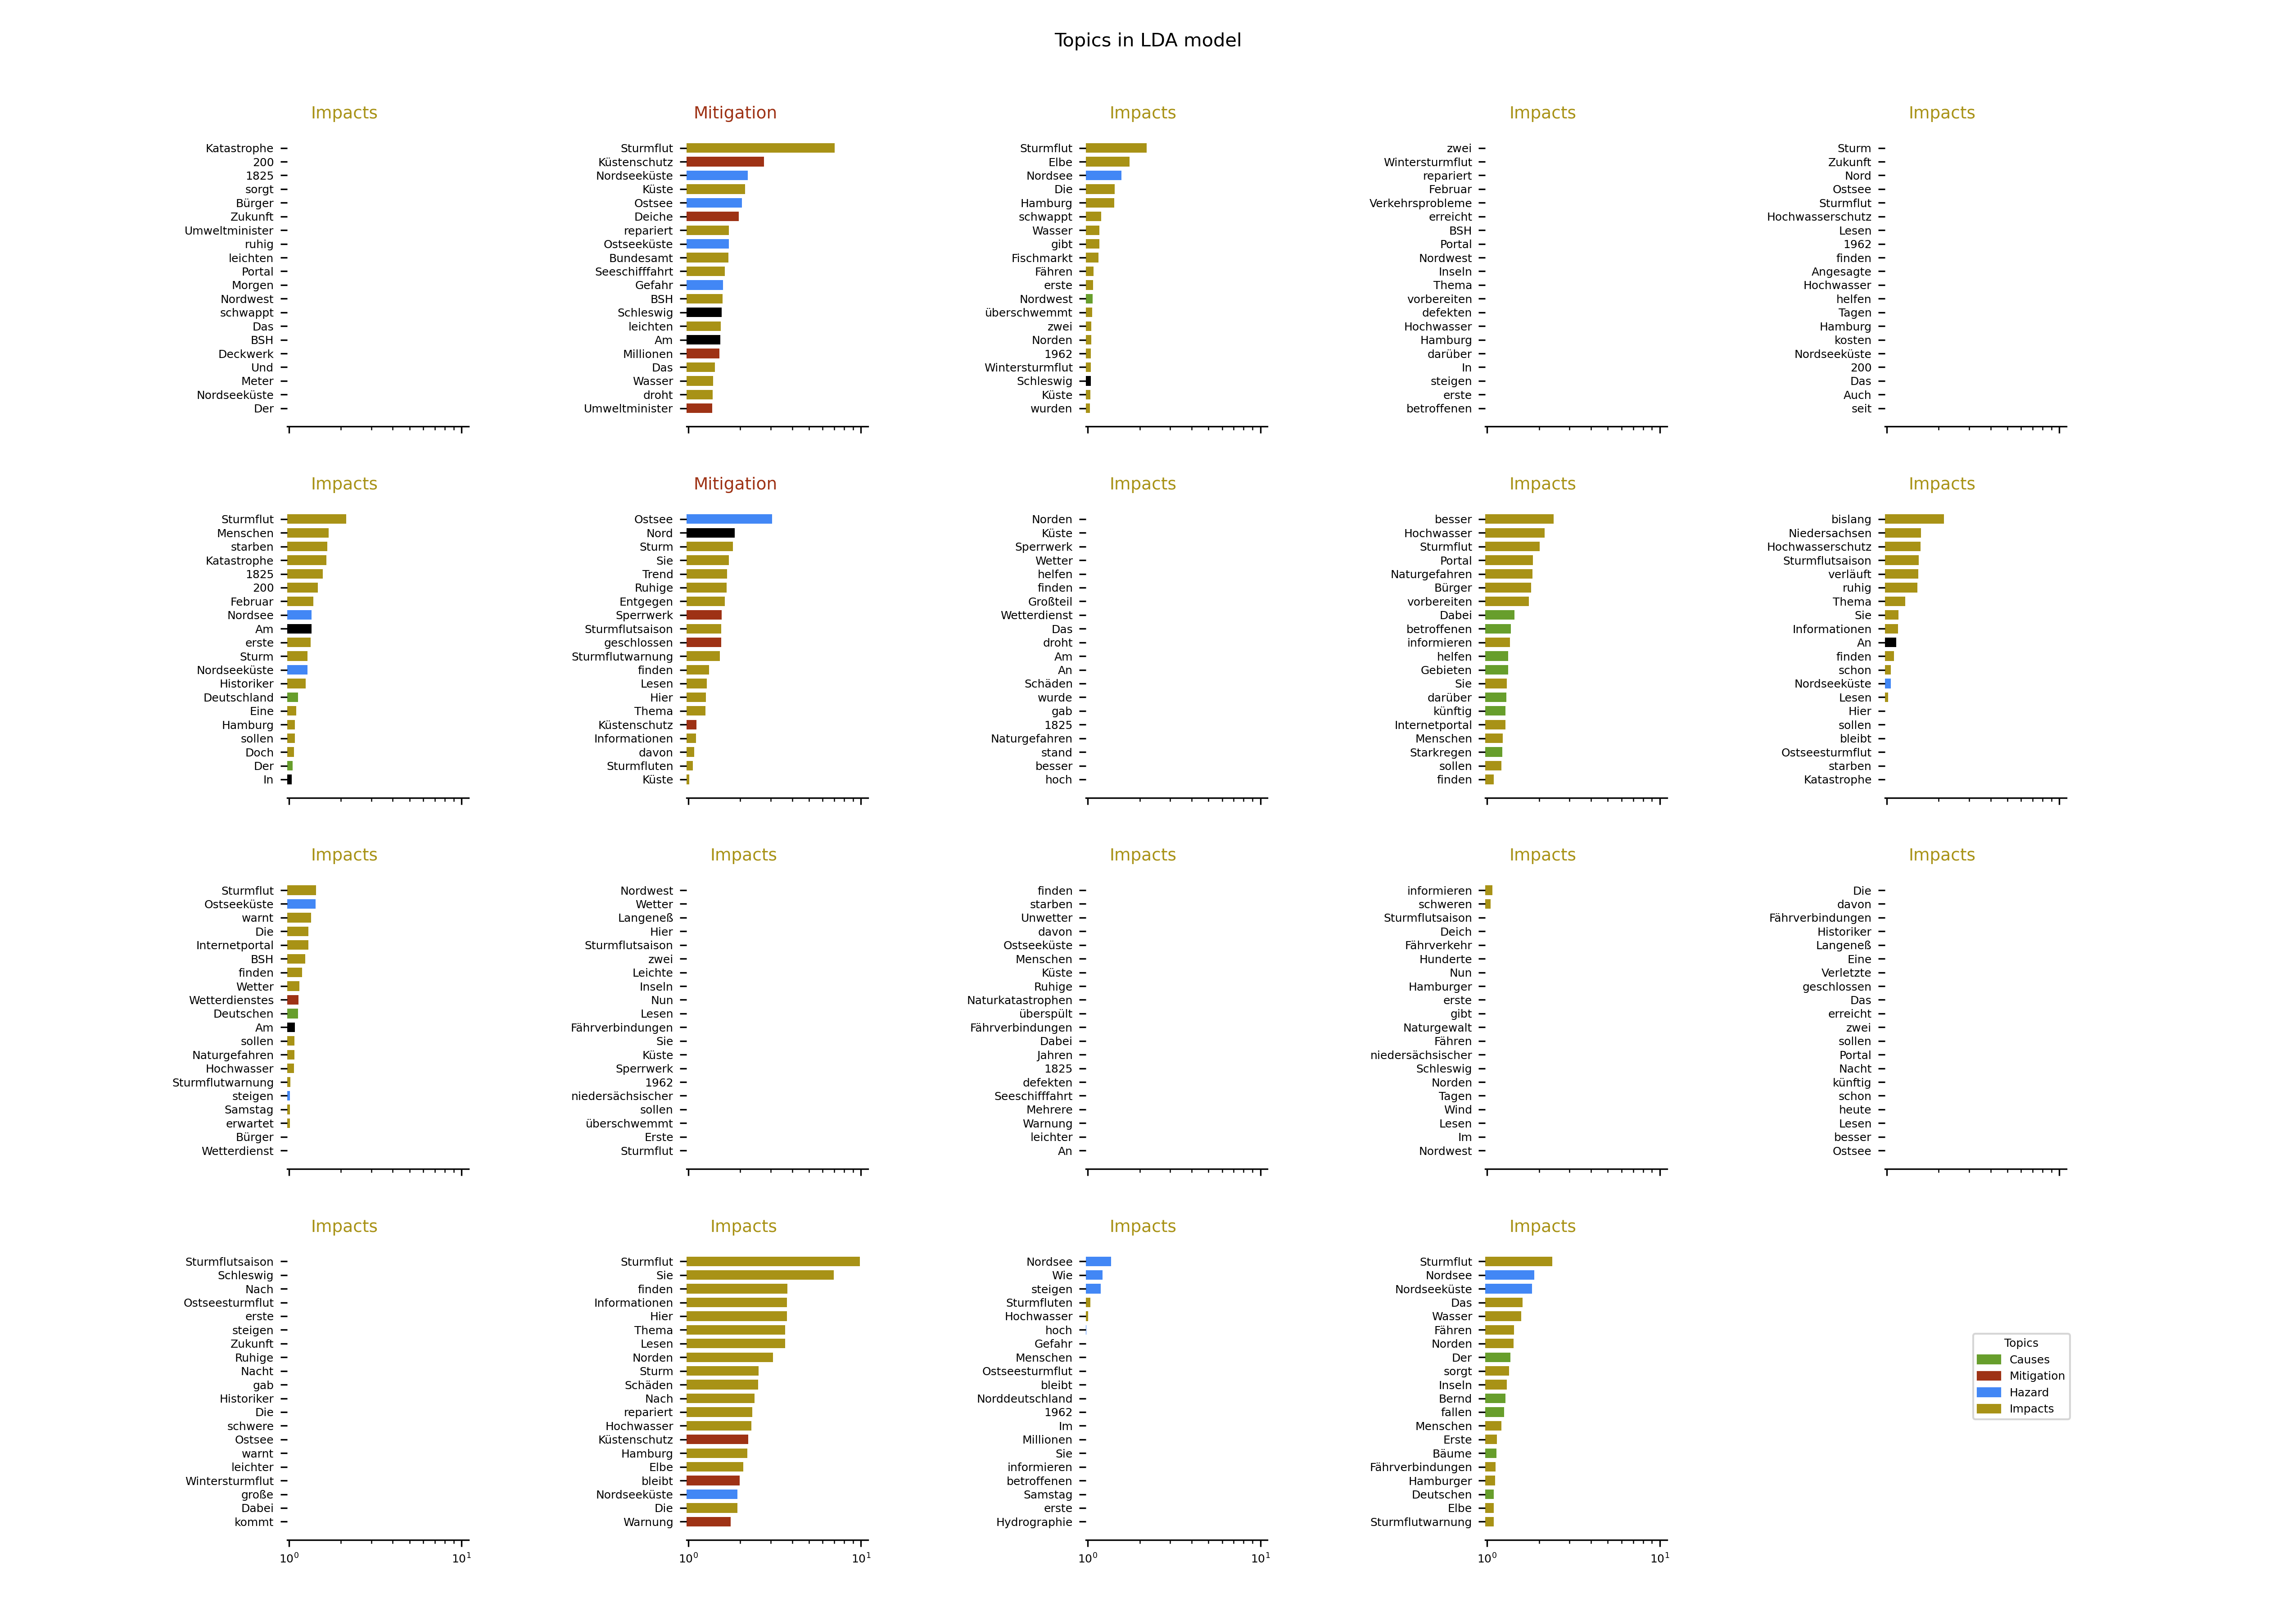 Topics in LDA model
Impacts
Katastrophe
200
1825
sorgt
Bürger
Zukunft
Umweltminister
ruhig
leichten
Portal
Morgen
Nordwest
schwappt
Das
BSH
Deckwerk
Und
Meter
Nordseeküste
Der
Mitigation
Sturmflut
Küstenschutz
Nordseeküste
Küste
Ostsee
Deiche
repariert
Ostseeküste
Bundesamt
Seeschifffahrt
Gefahr
BSH
Schleswig
leichten
Am
Millionen
Das
Wasser
droht
Umweltminister
Impacts
Sturmflut
Elbe
Nordsee
Die
Hamburg
schwappt
Wasser
gibt
Fischmarkt
Fähren
erste
Nordwest
überschwemmt
zwei
Norden
1962
Wintersturmflut
Schleswig
Küste
wurden
Impacts
zwei
Wintersturmflut
repariert
Februar
Verkehrsprobleme
erreicht
BSH
Portal
Nordwest
Inseln
Thema
vorbereiten
defekten
Hochwasser
Hamburg
darüber
In
steigen
erste
betroffenen
Impacts
Sturm
Zukunft
Nord
Ostsee
Sturmflut
Hochwasserschutz
Lesen
1962
finden
Angesagte
Hochwasser
helfen
Tagen
Hamburg
kosten
Nordseeküste
200
Das
Auch
seit
Impacts
Sturmflut
Menschen
starben
Katastrophe
1825
200
Februar
Nordsee
Am
erste
Sturm
Nordseeküste
Historiker
Deutschland
Eine
Hamburg
sollen
Doch
Der
In
Mitigation
Ostsee
Nord
Sturm
Sie
Trend
Ruhige
Entgegen
Sperrwerk
Sturmflutsaison
geschlossen
Sturmflutwarnung
finden
Lesen
Hier
Thema
Küstenschutz
Informationen
davon
Sturmfluten
Küste
Impacts
Norden
Küste
Sperrwerk
Wetter
helfen
finden
Großteil
Wetterdienst
Das
droht
Am
An
Schäden
wurde
gab
1825
Naturgefahren
stand
besser
hoch
Impacts
besser
Hochwasser
Sturmflut
Portal
Naturgefahren
Bürger
vorbereiten
Dabei
betroffenen
informieren
helfen
Gebieten
Sie
darüber
künftig
Internetportal
Menschen
Starkregen
sollen
finden
Impacts
bislang
Niedersachsen
Hochwasserschutz
Sturmflutsaison
verläuft
ruhig
Thema
Sie
Informationen
An
finden
schon
Nordseeküste
Lesen
Hier
sollen
bleibt
Ostseesturmflut
starben
Katastrophe
Impacts
Sturmflut
Ostseeküste
warnt
Die
Internetportal
BSH
finden
Wetter
Wetterdienstes
Deutschen
Am
sollen
Naturgefahren
Hochwasser
Sturmflutwarnung
steigen
Samstag
erwartet
Bürger
Wetterdienst
Impacts
Nordwest
Wetter
Langeneß
Hier
Sturmflutsaison
zwei
Leichte
Inseln
Nun
Lesen
Fährverbindungen
Sie
Küste
Sperrwerk
1962
niedersächsischer
sollen
überschwemmt
Erste
Sturmflut
Impacts
finden
starben
Unwetter
davon
Ostseeküste
Menschen
Küste
Ruhige
Naturkatastrophen
überspült
Fährverbindungen
Dabei
Jahren
1825
defekten
Seeschifffahrt
Mehrere
Warnung
leichter
An
Impacts
informieren
schweren
Sturmflutsaison
Deich
Fährverkehr
Hunderte
Nun
Hamburger
erste
gibt
Naturgewalt
Fähren
niedersächsischer
Schleswig
Norden
Tagen
Wind
Lesen
Im
Nordwest
Impacts
Die
davon
Fährverbindungen
Historiker
Langeneß
Eine
Verletzte
geschlossen
Das
erreicht
zwei
sollen
Portal
Nacht
künftig
schon
heute
Lesen
besser
Ostsee
Impacts
Sturmflutsaison
Schleswig
Nach
Ostseesturmflut
erste
steigen
Zukunft
Ruhige
Nacht
gab
Historiker
Die
schwere
Ostsee
warnt
leichter
Wintersturmflut
große
Dabei
kommt
10⁰ 10¹
Impacts
Sturmflut
Sie
finden
Informationen
Hier
Thema
Lesen
Norden
Sturm
Schäden
Nach
repariert
Hochwasser
Küstenschutz
Hamburg
Elbe
bleibt
Nordseeküste
Die
Warnung
10⁰ 10¹
Impacts
Nordsee
Wie
steigen
Sturmfluten
Hochwasser
hoch
Gefahr
Menschen
Ostseesturmflut
bleibt
Norddeutschland
1962
Im
Millionen
Sie
informieren
betroffenen
Samstag
erste
Hydrographie
10⁰ 10¹
Impacts
Sturmflut
Nordsee
Nordseeküste
Das
Wasser
Fähren
Norden
Der
sorgt
Inseln
Bernd
fallen
Menschen
Erste
Bäume
Fährverbindungen
Hamburger
Deutschen
Elbe
Sturmflutwarnung
10⁰ 10¹
Topics
Causes
Mitigation
Hazard
Impacts